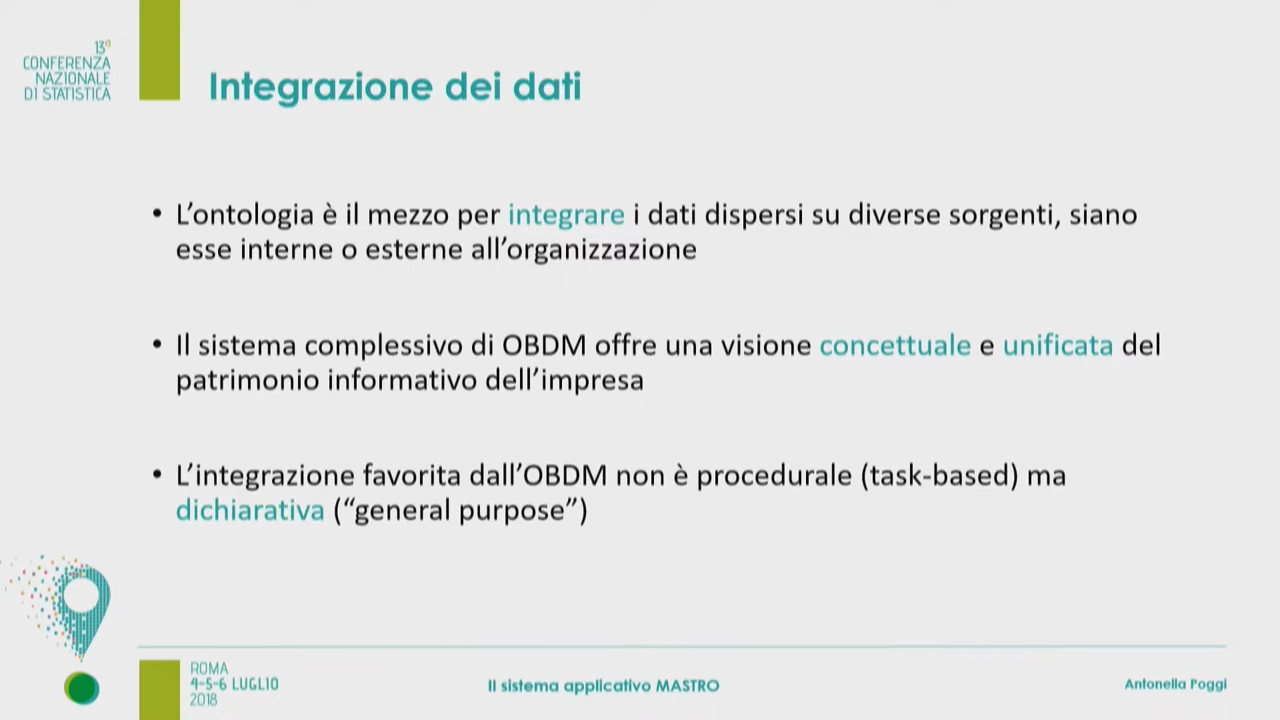 13ª
CONFERENZA
NAZIONALE
DI STATISTICA
Integrazione dei dati
• L’ontologia è il mezzo per integrare i dati dispersi su diverse sorgenti, siano
esse interne o esterne all’organizzazione
• Il sistema complessivo di OBDM offre una visione concettuale e unificata del
patrimonio informativo dell’impresa
• L’integrazione favorita dall’OBDM non è procedurale (task-based) ma
dichiarativa (“general purpose”)
ROMA
4-5-6 LUGLIO
2018
Il sistema applicativo MASTRO
Antonella Poggi